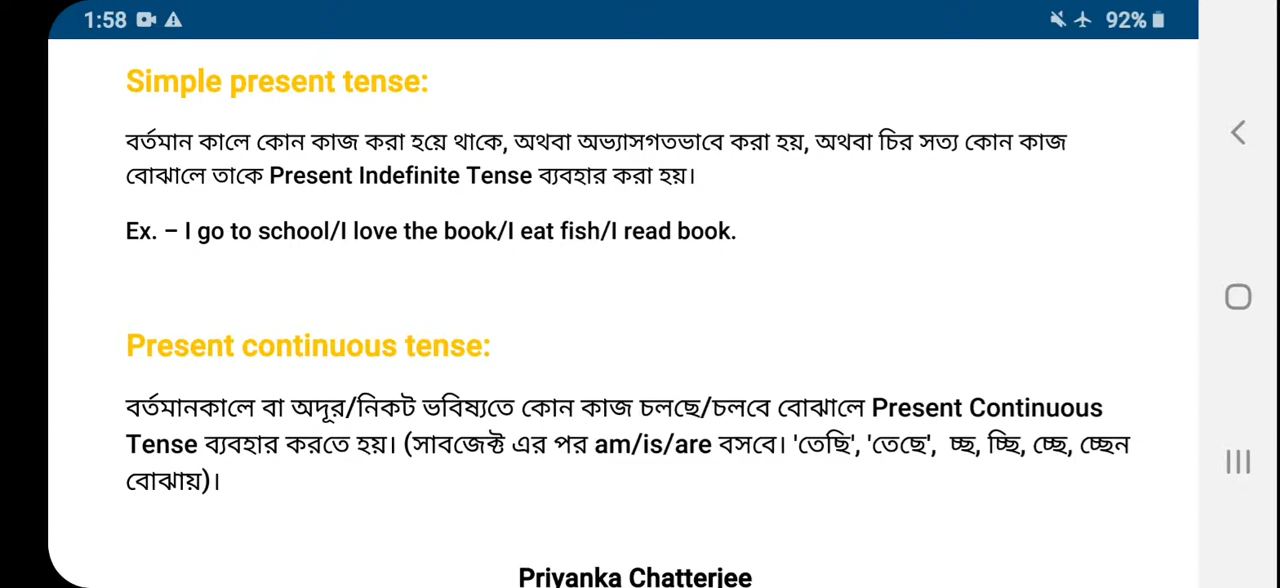 1:58 92%
Simple present tense:
বর্তমান কালে কোন কাজ করা হয়ে থাকে, অথবা অভ্যাসগতভাবে করা হয়, অথবা চির সত্য কোন কাজ
বোঝালে তাকে Present Indefinite Tense ব্যবহার করা হয়।
Ex. – I go to school/I love the book/I eat fish/I read book.
Present continuous tense:
বর্তমানকালে বা অদূর/নিকট ভবিষ্যতে কোন কাজ চলছে/চলবে বোঝালে Present Continuous
Tense ব্যবহার করতে হয়। (সাবজেক্ট এর পর am/is/are বসবে। 'তেছি', 'তেছে', চ্ছ, চ্ছি, চ্ছে, চ্ছেন
বোঝায়)।
Priyanka Chatterjee